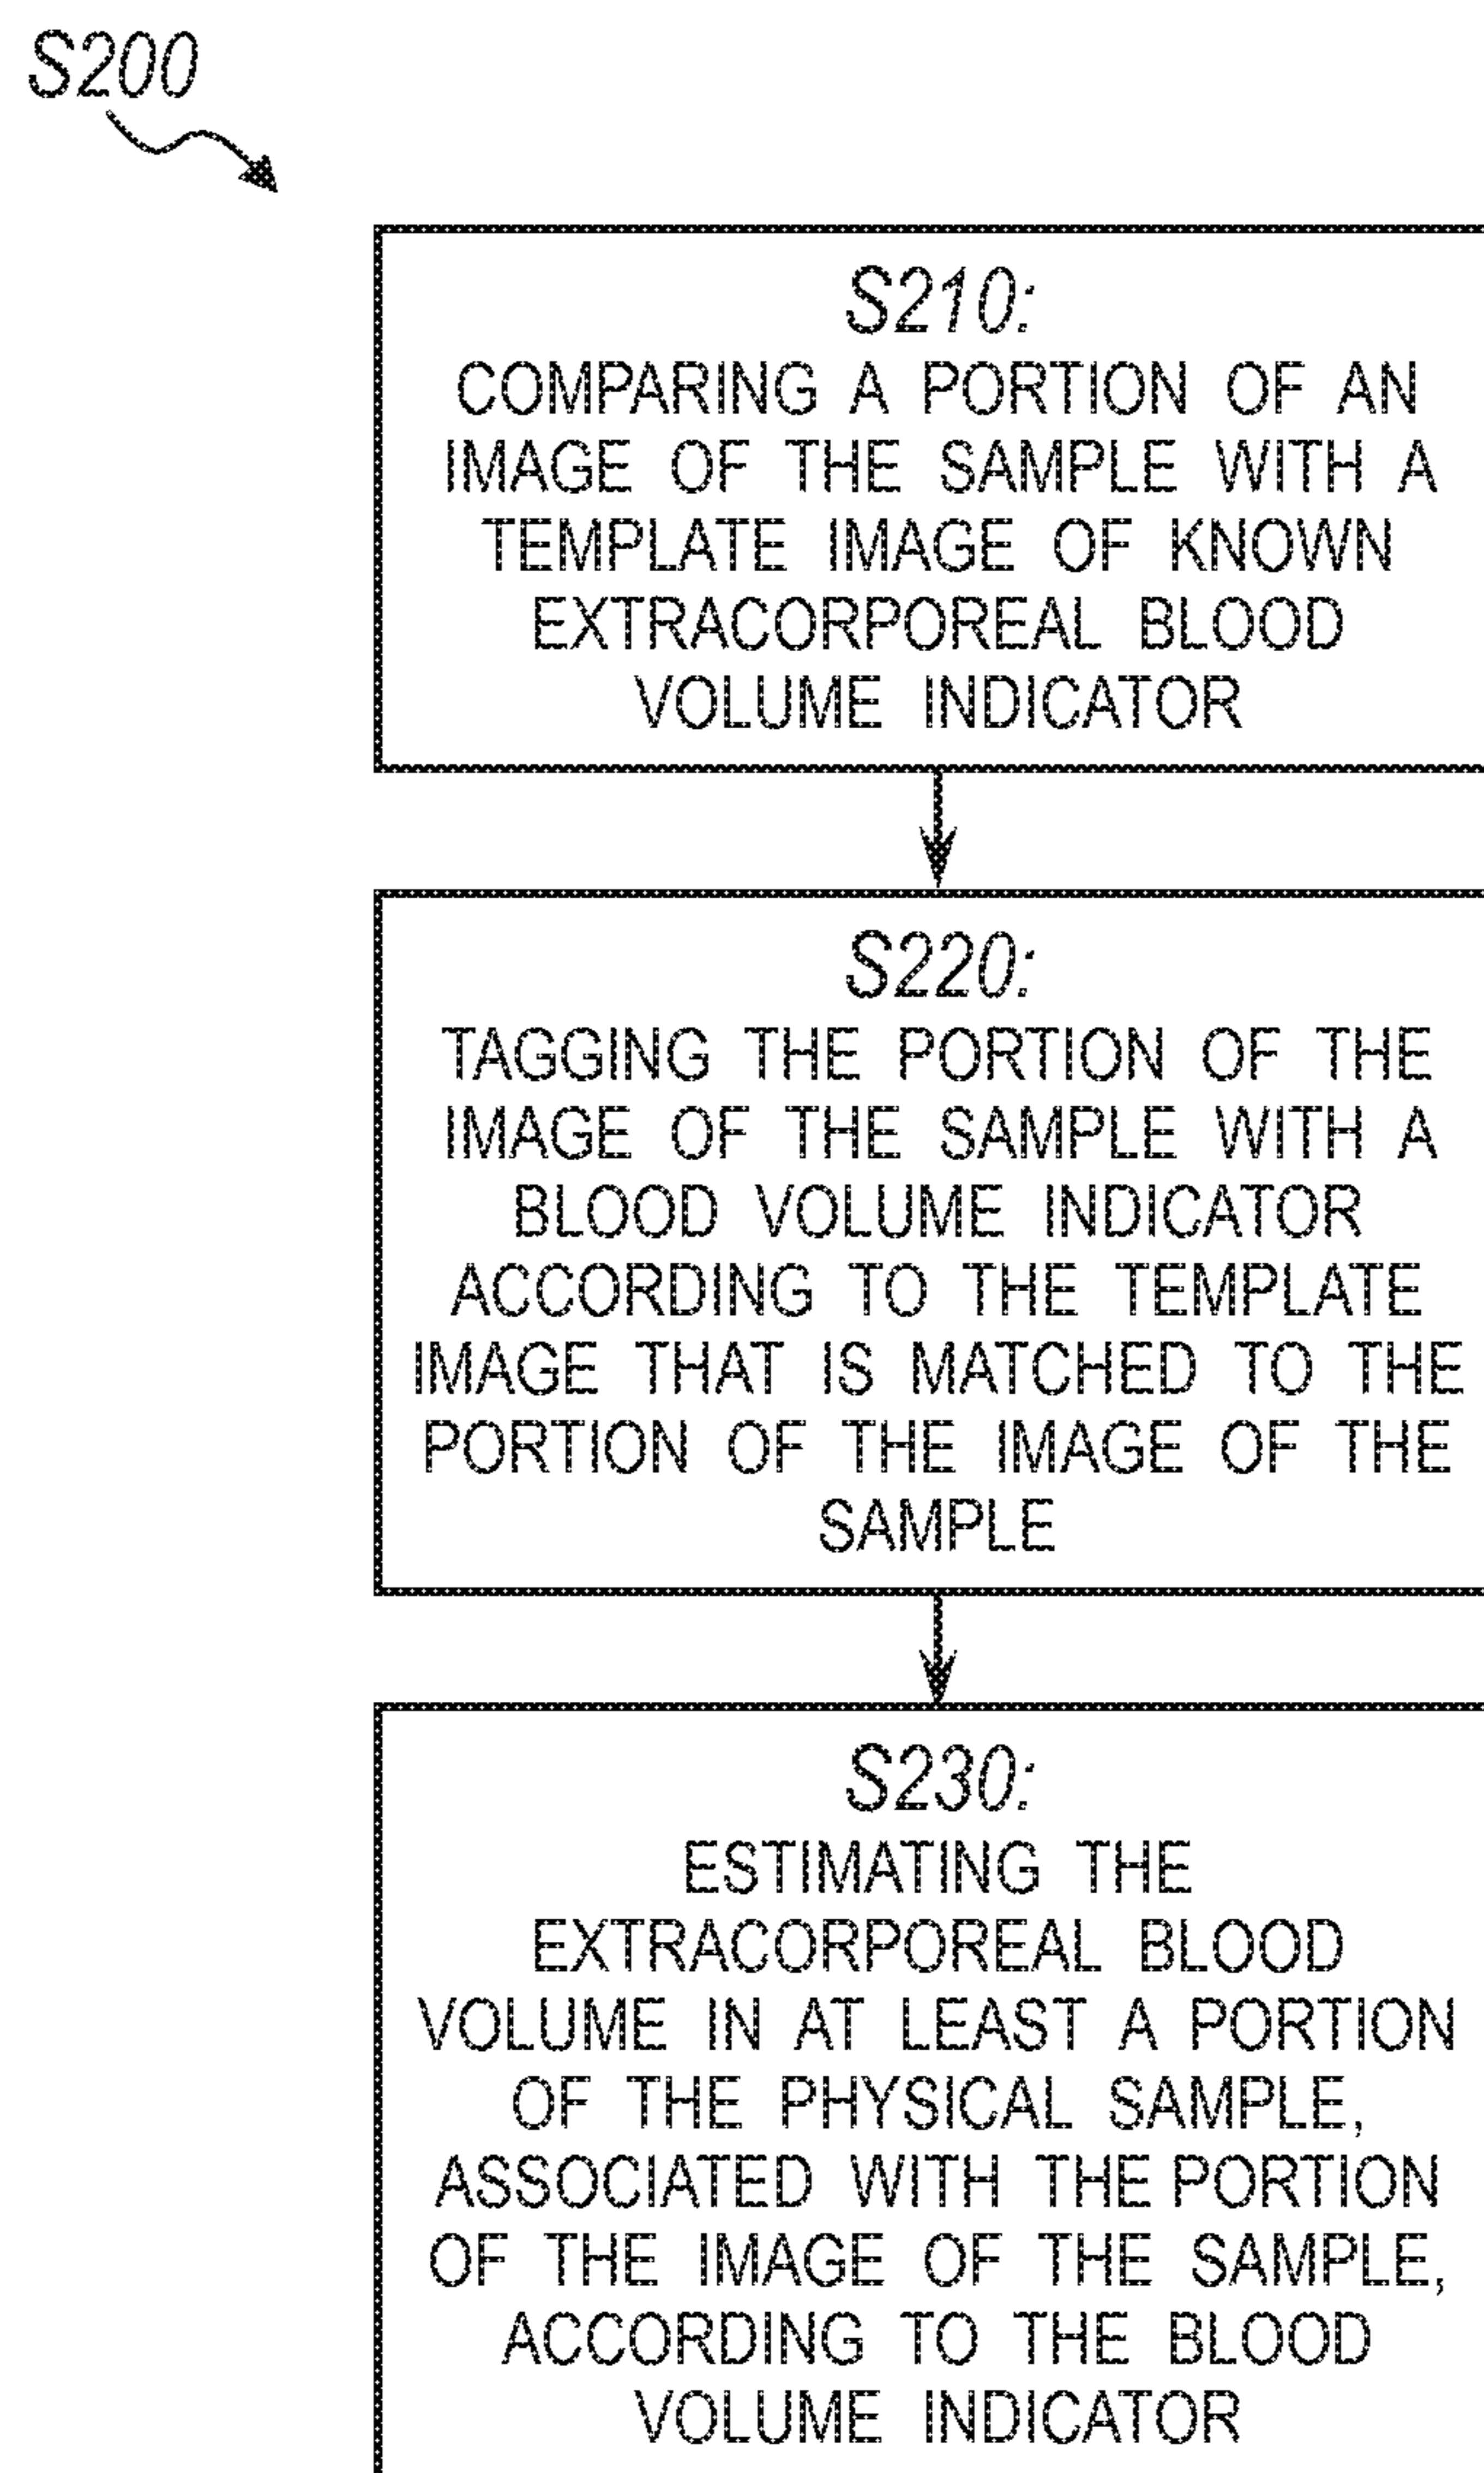 S200
S210:
COMPARING A PORTION OF AN
IMAGE OF THE SAMPLE WITH A
TEMPLATE IMAGE OF KNOWN
EXTRACORPOREAL BLOOD
VOLUME INDICATOR
S220:
TAGGING THE PORTION OF THE
IMAGE OF THE SAMPLE WITH A
BLOOD VOLUME INDICATOR
ACCORDING TO THE TEMPLATE
IMAGE THAT IS MATCHED TO THE
PORTION OF THE IMAGE OF THE
SAMPLE
S230:
ESTIMATING THE
EXTRACORPOREAL BLOOD
VOLUME IN AT LEAST A PORTION
OF THE PHYSICAL SAMPLE,
ASSOCIATED WITH THE PORTION
OF THE IMAGE OF THE SAMPLE,
ACCORDING TO THE BLOOD
VOLUME INDICATOR